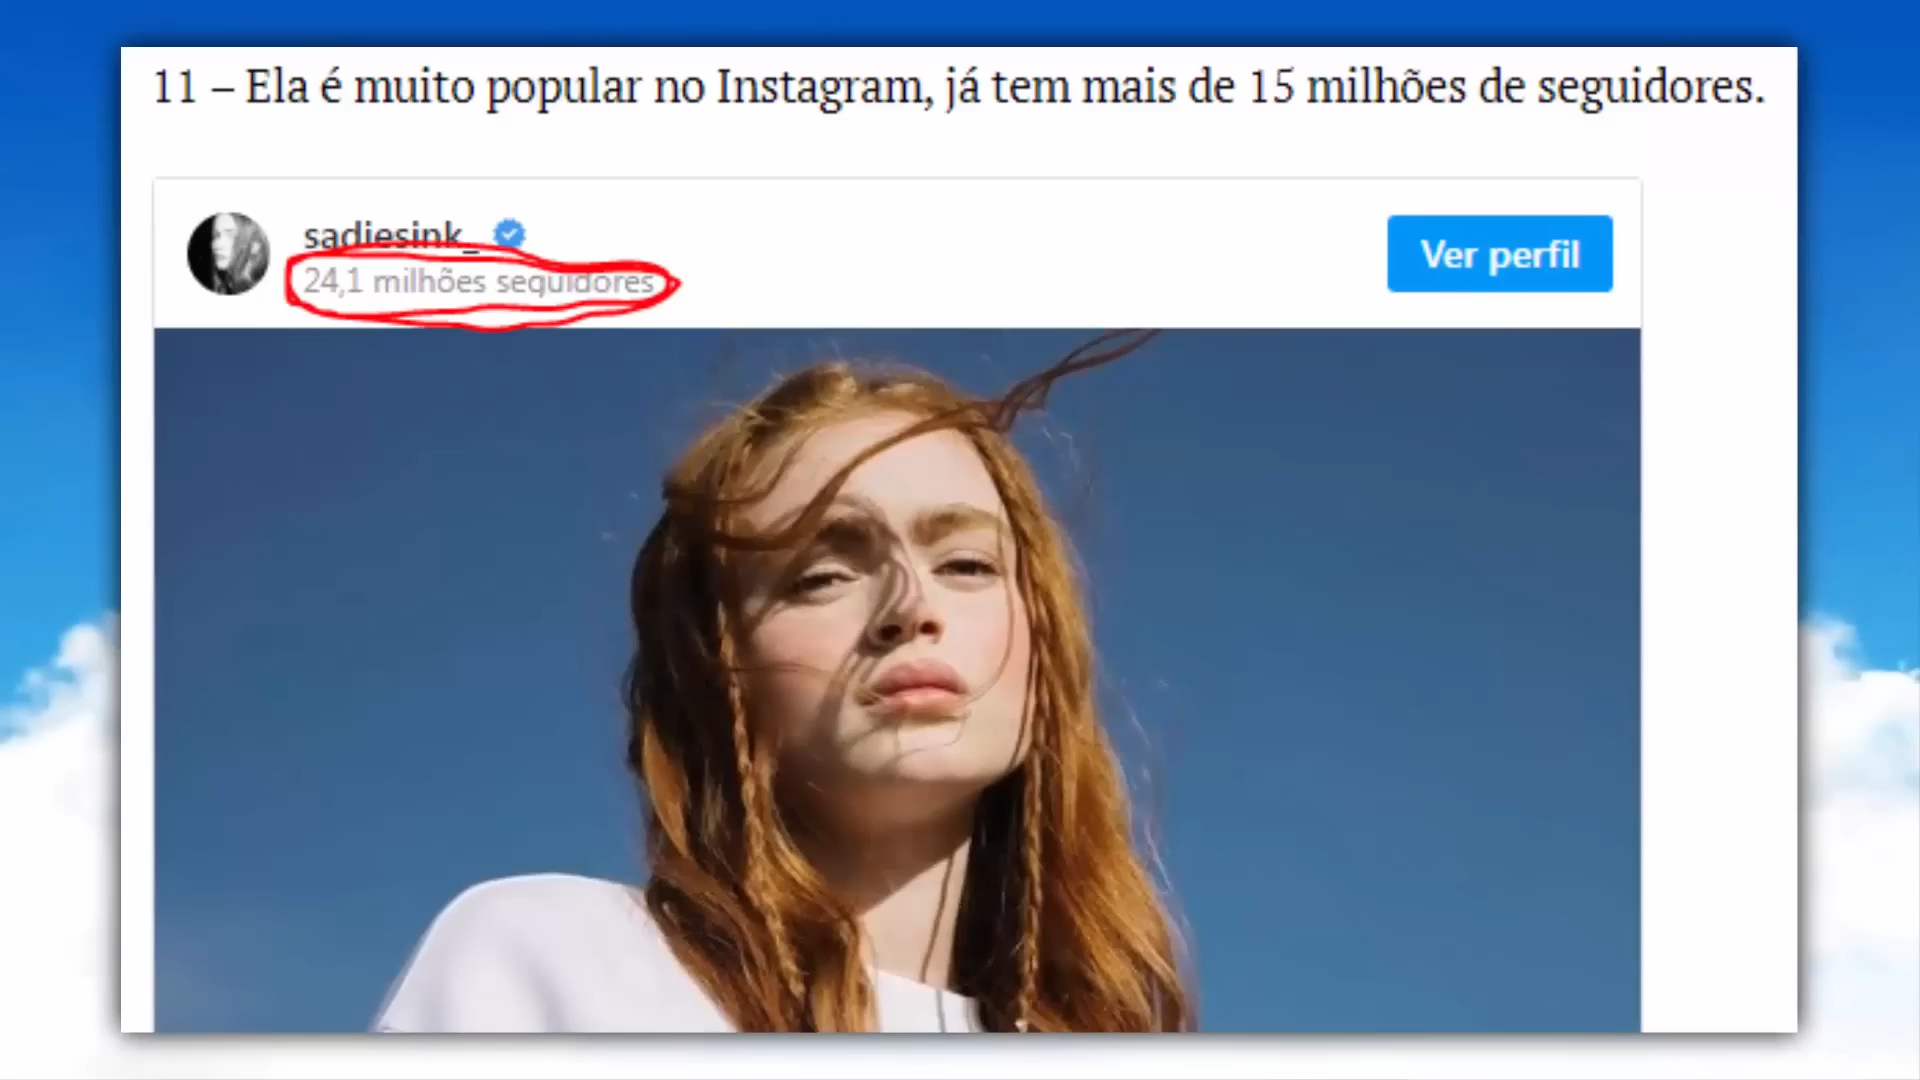 11 – Ela é muito popular no Instagram, já tem mais de 15 milhões de seguidores.
sadiesink_
24,1 milhões seguidores
Ver perfil